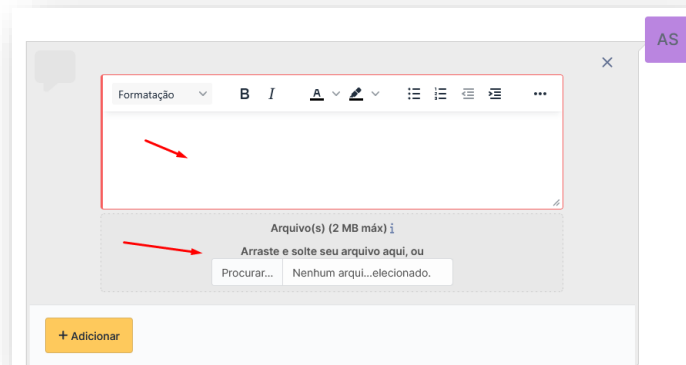 AS
Formatação B I A
Arquivo(s) (2 MB máx) i
Arraste e solte seu arquivo aqui, ou
Procurar... Nenhum arqui...elecionado.
+ Adicionar